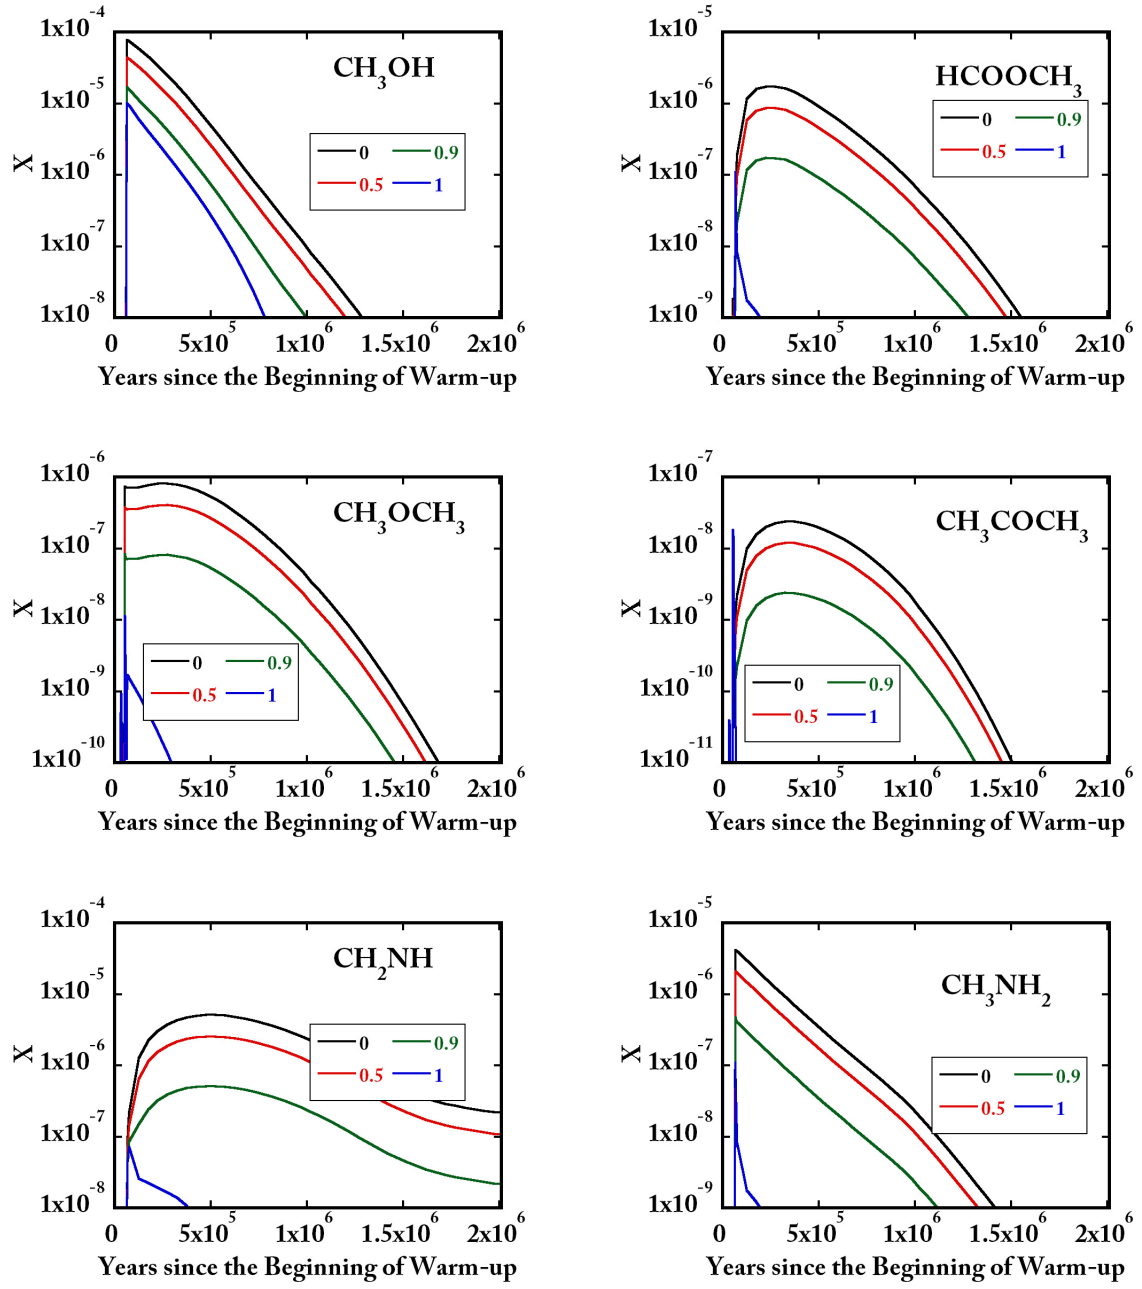 1x10⁻⁴
1x10⁻⁵
1x10⁻⁶
1x10⁻⁷
1x10⁻⁸
X
CH₃OH
0 0.9
0.5 1
0 5x10⁵ 1x10⁶ 1.5x10⁶ 2x10⁶
Years since the Beginning of Warm-up
1x10⁻⁵
1x10⁻⁶
1x10⁻⁷
1x10⁻⁸
1x10⁻⁹
X
HCOOCH₃
0 0.9
0.5 1
0 5x10⁵ 1x10⁶ 1.5x10⁶ 2x10⁶
Years since the Beginning of Warm-up
1x10⁻⁶
1x10⁻⁷
1x10⁻⁸
1x10⁻⁹
1x10⁻¹⁰
X
CH₃OCH₃
0 0.9
0.5 1
0 5x10⁵ 1x10⁶ 1.5x10⁶ 2x10⁶
Years since the Beginning of Warm-up
1x10⁻⁷
1x10⁻⁸
1x10⁻⁹
1x10⁻¹⁰
1x10⁻¹¹
X
CH₃COCH₃
0 0.9
0.5 1
0 5x10⁵ 1x10⁶ 1.5x10⁶ 2x10⁶
Years since the Beginning of Warm-up
1x10⁻⁴
1x10⁻⁵
1x10⁻⁶
1x10⁻⁷
1x10⁻⁸
X
CH₂NH
0 0.9
0.5 1
0 5x10⁵ 1x10⁶ 1.5x10⁶ 2x10⁶
Years since the Beginning of Warm-up
1x10⁻⁵
1x10⁻⁶
1x10⁻⁷
1x10⁻⁸
1x10⁻⁹
X
CH₃NH₂
0 0.9
0.5 1
0 5x10⁵ 1x10⁶ 1.5x10⁶ 2x10⁶
Years since the Beginning of Warm-up